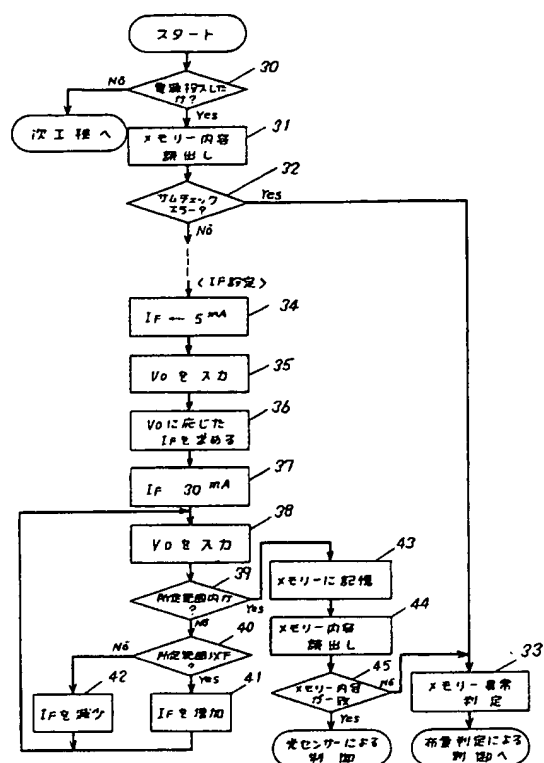 スタート
30
電源投入したか?
NO
Yes
次工程へ
31
メモリー内容
読出し
32
サムチェック
エラー?
Yes
NO
〈IF設定〉
34
IF ← 5mA
35
VOを入力
36
VOに応じた
IFを求める
37
IF 30mA
38
VOを入力
39
所定範囲内か
?
Yes
NO
40
所定範囲以下
?
NO
Yes
42
IFを減少
41
IFを増加
43
メモリーに記憶
44
メモリー内容
読出し
45
メモリー内容
が一致
NO
Yes
33
メモリー異常
判定
光センサーによる
制御
布量判定による
制御へ